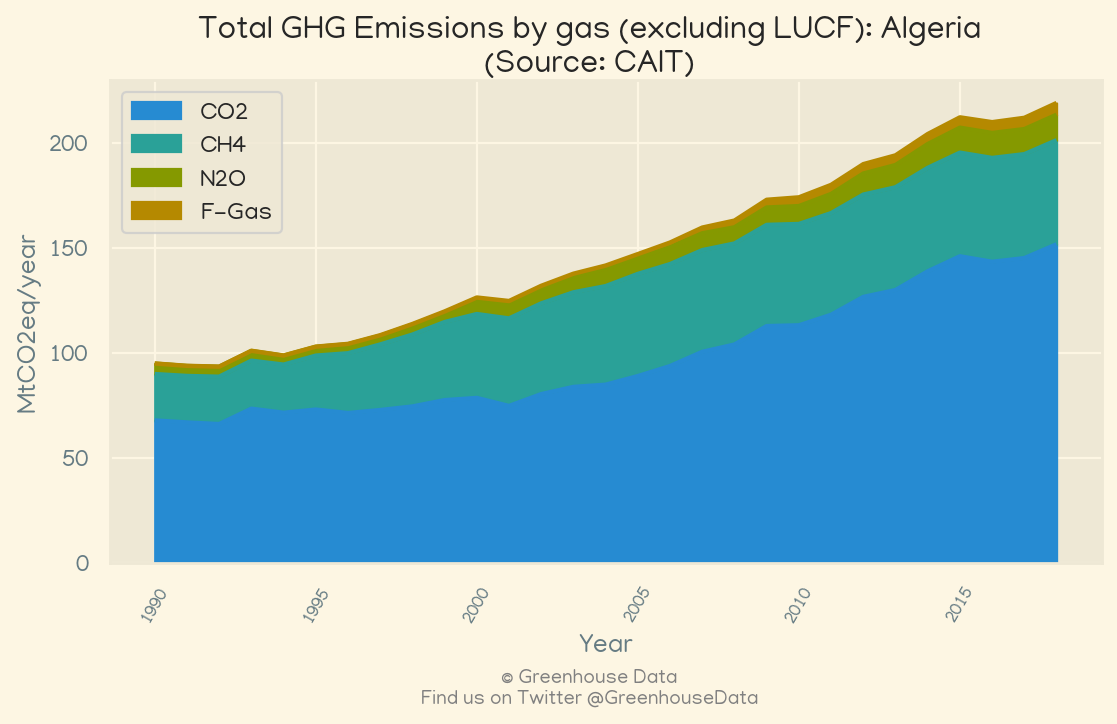 Total GHG Emissions by gas (excluding LUCF): Algeria
(Source: CAIT)
CO2
CH4
N2O
F-Gas
MtCO2eq/year
200
150
100
50
0
1990
1995
2000
2005
2010
2015
Year
© Greenhouse Data
Find us on Twitter @GreenhouseData